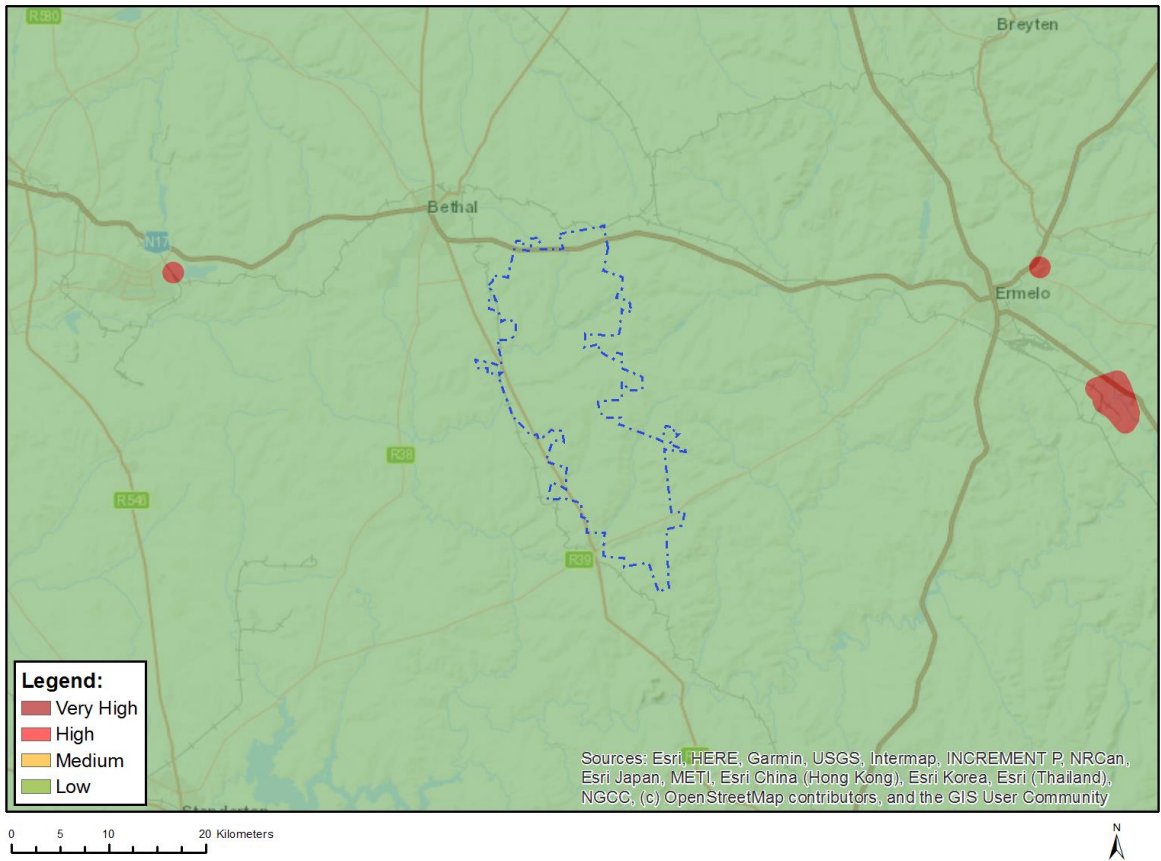 R580
Breyten
Bethal
N17
Ermelo
R38
R546
R39
Standerton
Legend:
Very High
High
Medium
Low
Sources: Esri, HERE, Garmin, USGS, Intermap, INCREMENT P, NRCan,
Esri Japan, METI, Esri China (Hong Kong), Esri Korea, Esri (Thailand),
NGCC, (c) OpenStreetMap contributors, and the GIS User Community
0 5 10 20 Kilometers
N